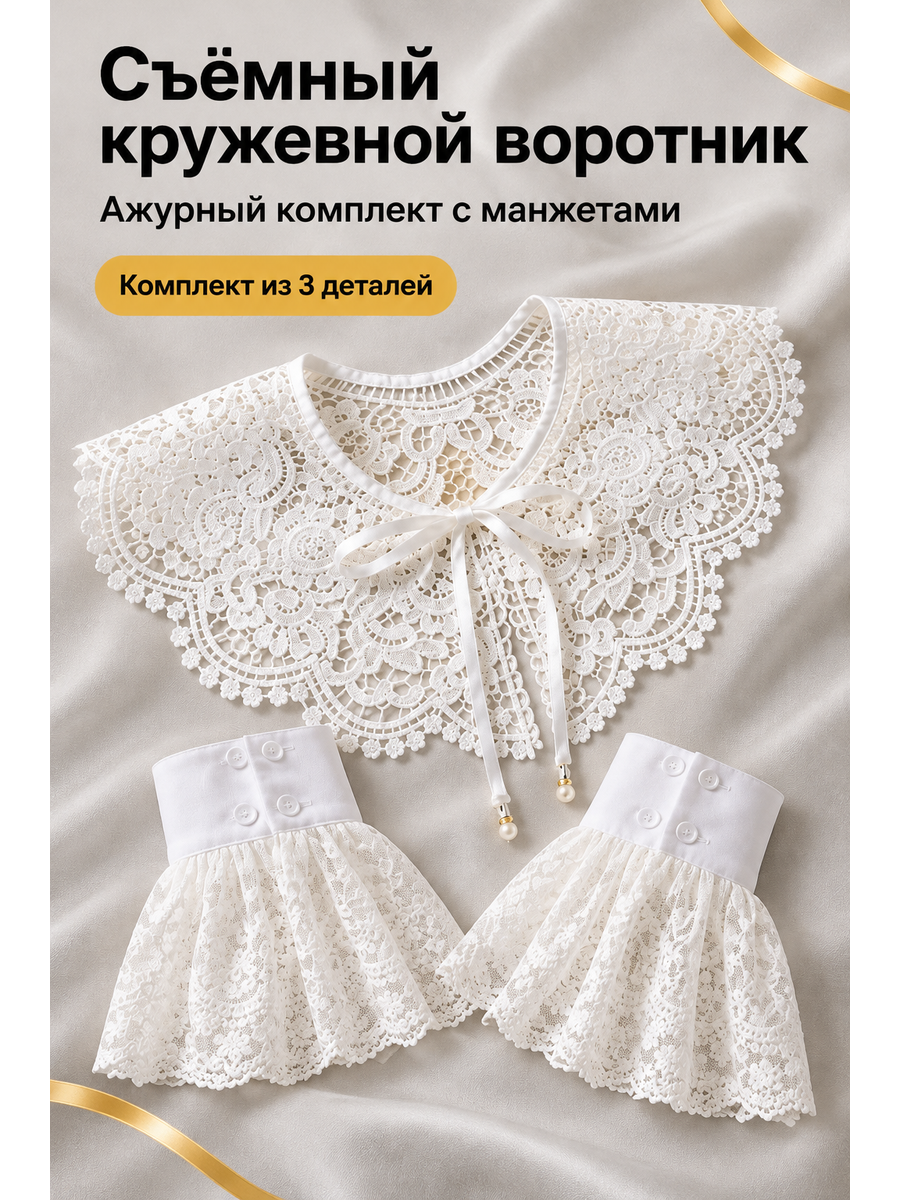 Съёмный
кружевной воротник
Ажурный комплект с манжетами
Комплект из 3 деталей